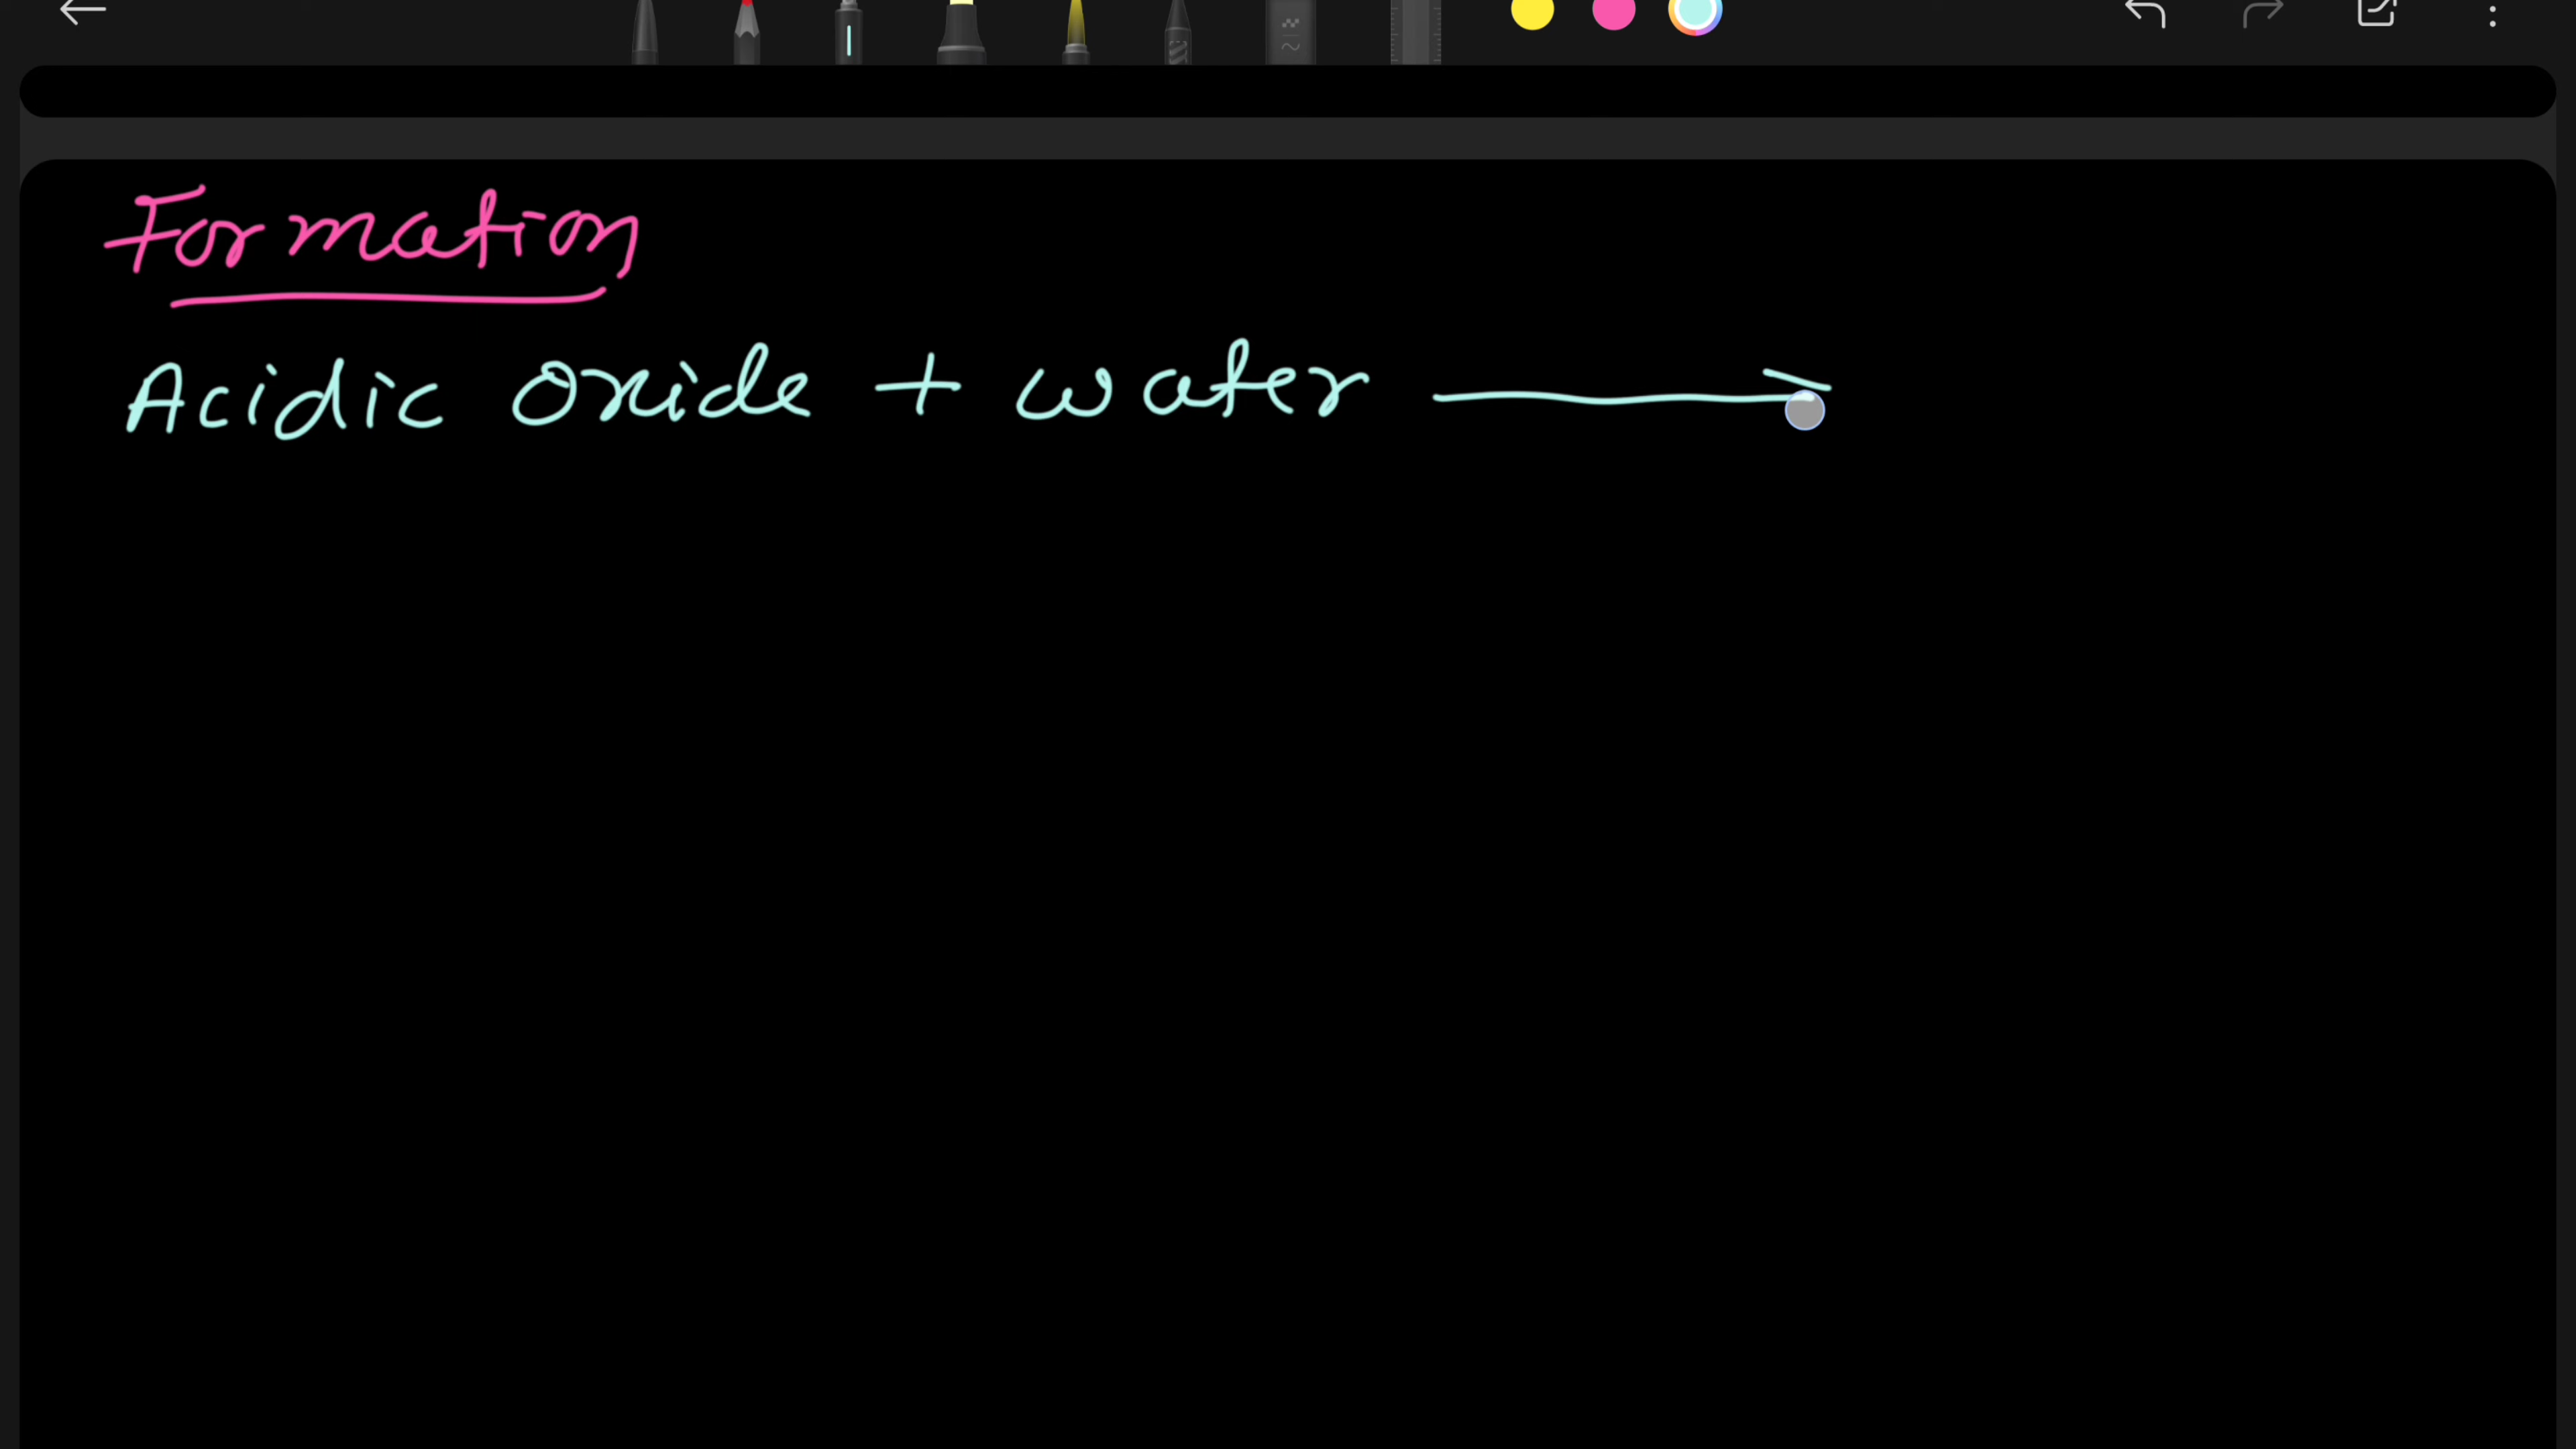 Formation
Acidic oxide + water →